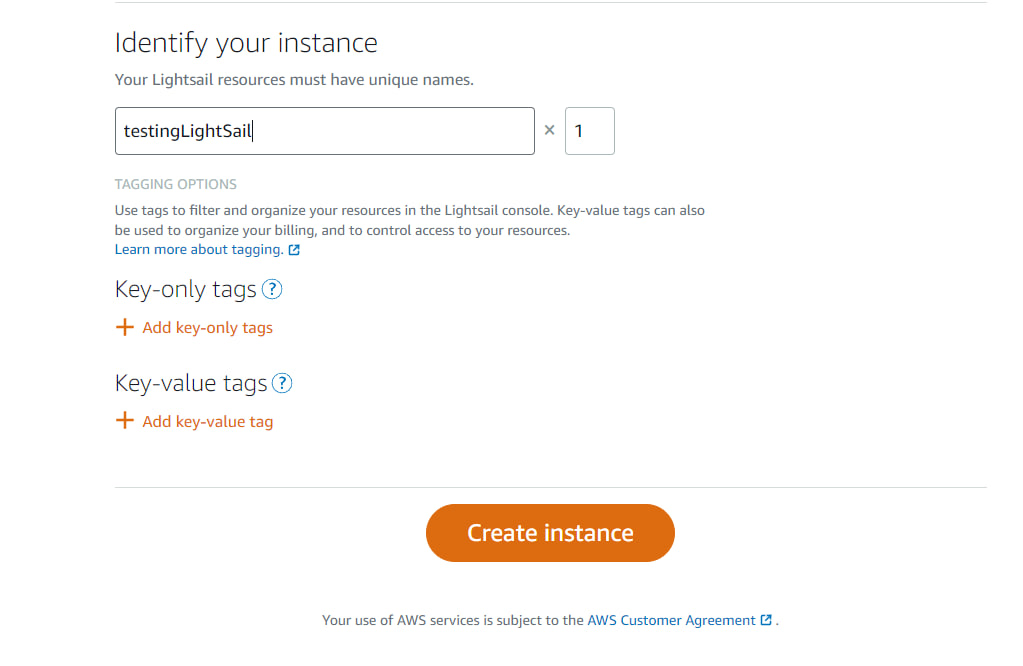 Identify your instance
Your Lightsail resources must have unique names.
testingLightSail × 1
TAGGING OPTIONS
Use tags to filter and organize your resources in the Lightsail console. Key-value tags can also
be used to organize your billing, and to control access to your resources.
Learn more about tagging.
Key-only tags ?
+ Add key-only tags
Key-value tags ?
+ Add key-value tag
Create instance
Your use of AWS services is subject to the AWS Customer Agreement .